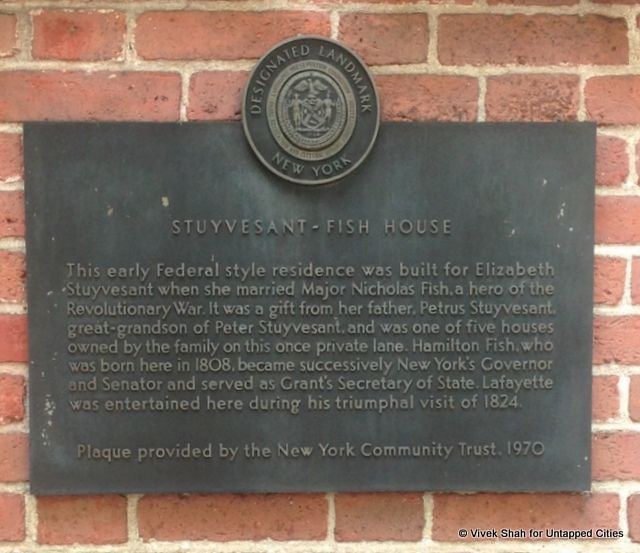 DESIGNATED LANDMARK
NEW YORK
STUYVESANT-FISH HOUSE
This early Federal style residence was built for Elizabeth
Stuyvesant when she married Major Nicholas Fish, a hero of the
Revolutionary War. It was a gift from her father, Petrus Stuyvesant,
great-grandson of Peter Stuyvesant, and was one of five houses
owned by the family on this once private lane. Hamilton Fish, who
was born here in 1808, became successively New York's Governor
and Senator and served as Grant's Secretary of State. Lafayette
was entertained here during his triumphal visit of 1824.
Plaque provided by the New York Community Trust, 1970
© Vivek Shah for Untapped Cities